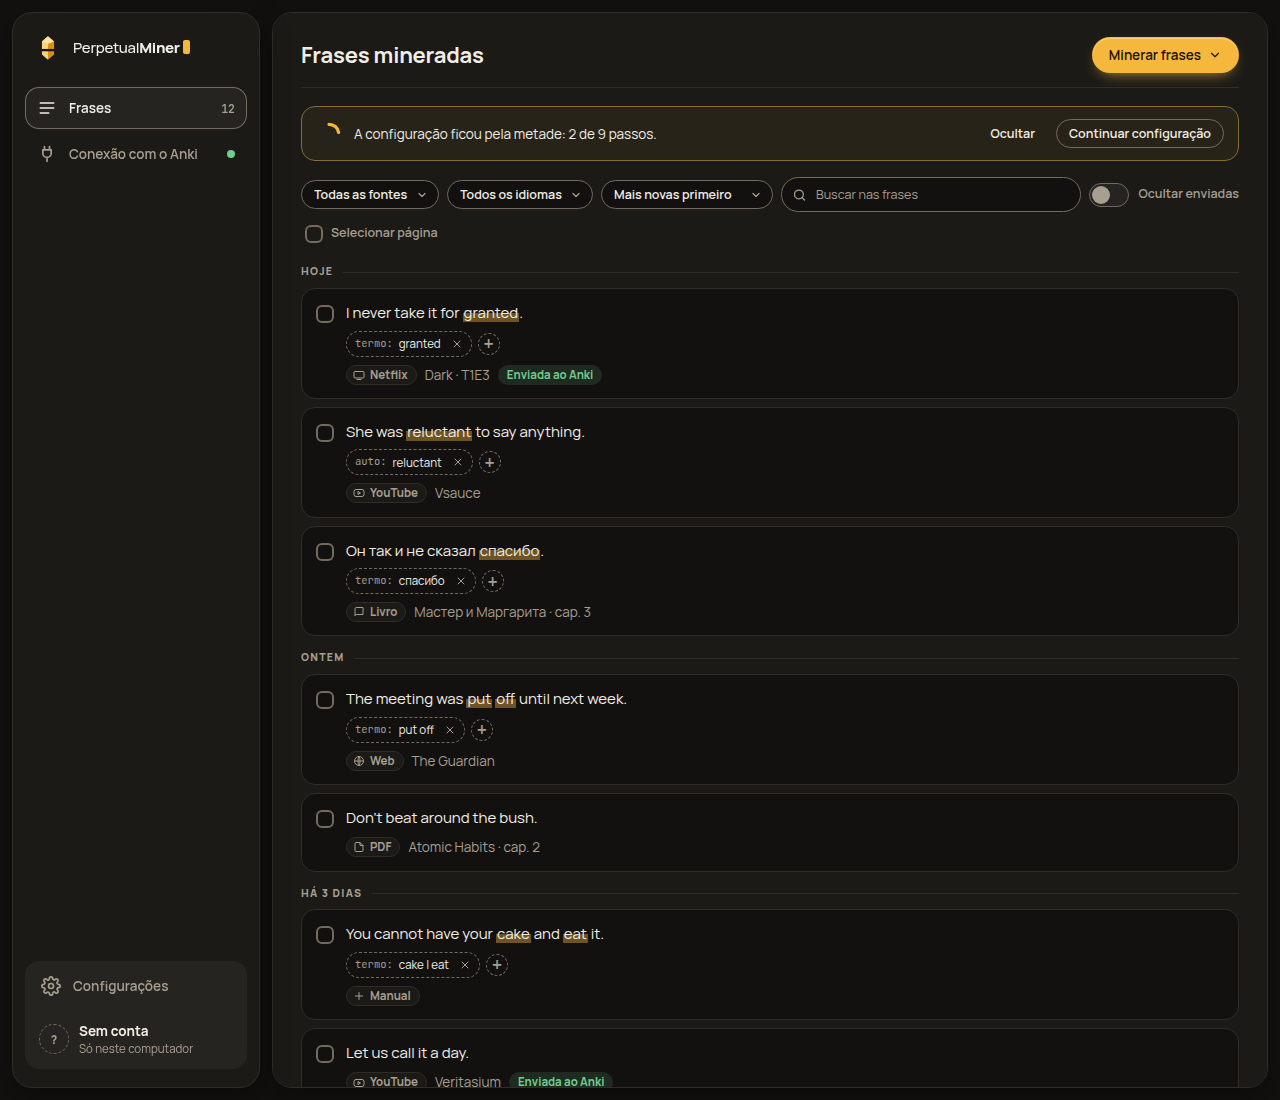 PerpetualMiner
Frases 12
Conexão com o Anki
Configurações
?
Sem conta
Só neste computador
Frases mineradas
Minerar frases
A configuração ficou pela metade: 2 de 9 passos.
Ocultar
Continuar configuração
Todas as fontes
Todos os idiomas
Mais novas primeiro
Buscar nas frases
Ocultar enviadas
Selecionar página
HOJE
I never take it for granted.
termo: granted × +
Netflix Dark · T1E3 Enviada ao Anki
She was reluctant to say anything.
auto: reluctant × +
YouTube Vsauce
Он так и не сказал спасибо.
termo: спасибо × +
Livro Мастер и Маргарита · cap. 3
ONTEM
The meeting was put off until next week.
termo: put off × +
Web The Guardian
Don't beat around the bush.
PDF Atomic Habits · cap. 2
HÁ 3 DIAS
You cannot have your cake and eat it.
termo: cake | eat × +
+ Manual
Let us call it a day.
YouTube Veritasium Enviada ao Anki